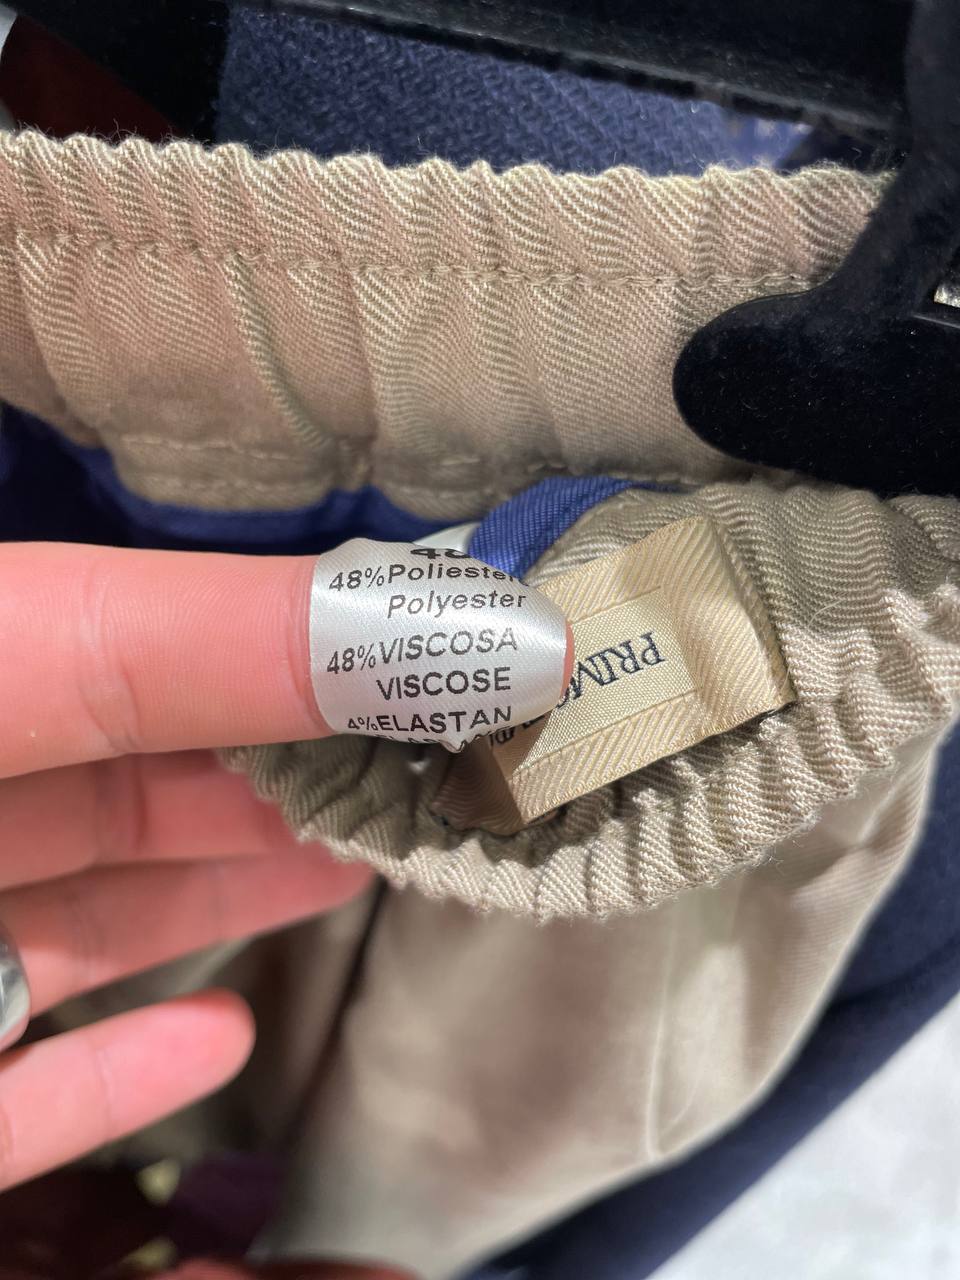 48%Poliester
Polyester
48%VISCOSA
VISCOSE
4%ELASTAN